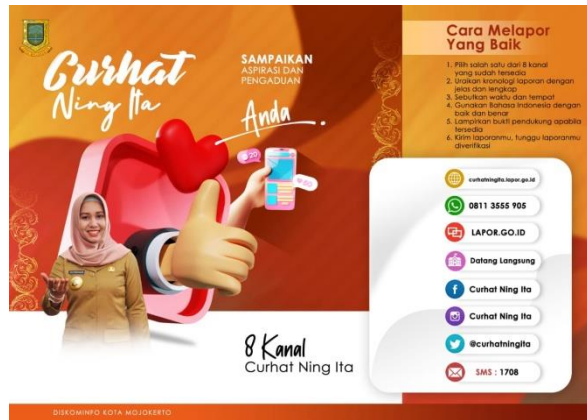 Curhat
Ning Ita
SAMPAIKAN
ASPIRASI DAN
PENGADUAN
Anda
Cara Melapor
Yang Baik
1. Pilih salah satu dari 8 kanal
yang sudah tersedia
2. Uraikan kronologi laporan dengan
jelas dan lengkap
3. Sebutkan waktu dan tempat
4. Gunakan Bahasa Indonesia dengan
baik dan benar
5. Lampirkan bukti pendukung apabila
tersedia
6. Kirim laporanmu, tunggu laporanmu
diverifikasi
20
60
curhatningita.lapor.go.id
0811 3555 905
LAPOR.GO.ID
Datang Langsung
Curhat Ning Ita
Curhat Ning Ita
@curhatningita
SMS : 1708
8 Kanal
Curhat Ning Ita
DISKOMINFO KOTA MOJOKERTO